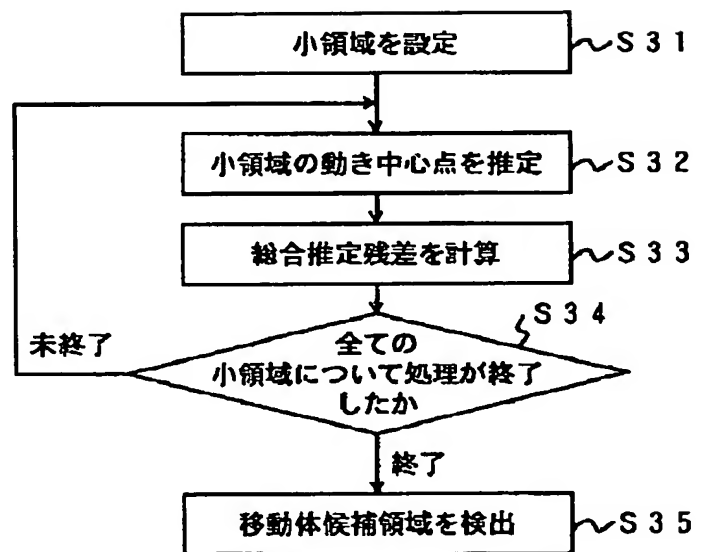 小領域を設定
S31
小領域の動き中心点を推定
S32
総合推定残差を計算
S33
S34
全ての
小領域について処理が終了
したか
未終了
終了
移動体候補領域を検出
S35